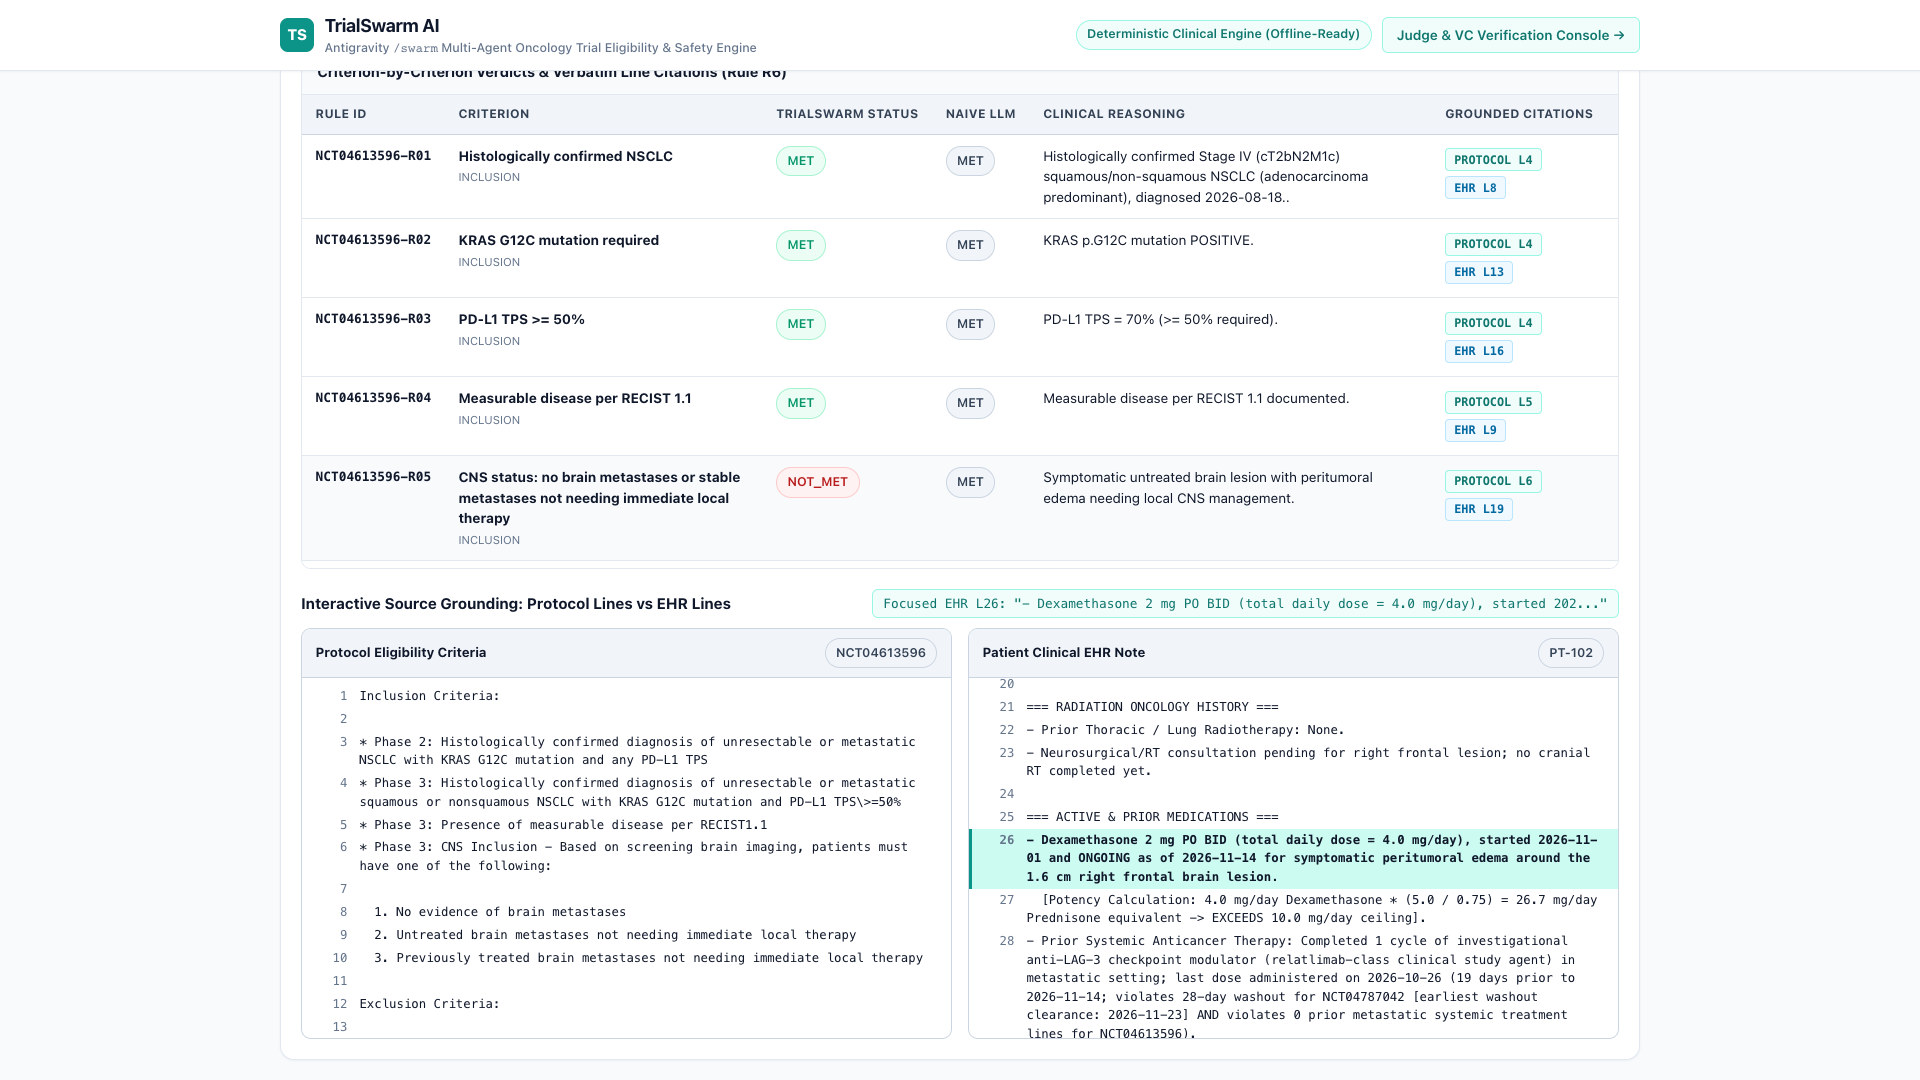 TS
TrialSwarm AI
Antigravity /swarm Multi-Agent Oncology Trial Eligibility & Safety Engine
Deterministic Clinical Engine (Offline-Ready)
Judge & VC Verification Console →
Criterion-by-Criterion Verdicts & Verbatim Line Citations (Rule R6)
RULE ID CRITERION TRIALSWARM STATUS NAIVE LLM CLINICAL REASONING GROUNDED CITATIONS
NCT04613596-R01 Histologically confirmed NSCLC MET MET Histologically confirmed Stage IV (cT2bN2M1c) PROTOCOL L4
INCLUSION squamous/non-squamous NSCLC (adenocarcinoma EHR L8
predominant), diagnosed 2026-08-18..
NCT04613596-R02 KRAS G12C mutation required MET MET KRAS p.G12C mutation POSITIVE. PROTOCOL L4
INCLUSION EHR L13
NCT04613596-R03 PD-L1 TPS >= 50% MET MET PD-L1 TPS = 70% (>= 50% required). PROTOCOL L4
INCLUSION EHR L16
NCT04613596-R04 Measurable disease per RECIST 1.1 MET MET Measurable disease per RECIST 1.1 documented. PROTOCOL L5
INCLUSION EHR L9
NCT04613596-R05 CNS status: no brain metastases or stable NOT_MET MET Symptomatic untreated brain lesion with peritumoral PROTOCOL L6
metastases not needing immediate local edema needing local CNS management. EHR L19
therapy
INCLUSION
Interactive Source Grounding: Protocol Lines vs EHR Lines
Focused EHR L26: "- Dexamethasone 2 mg PO BID (total daily dose = 4.0 mg/day), started 202..."
Protocol Eligibility Criteria NCT04613596
1 Inclusion Criteria:
2
3 * Phase 2: Histologically confirmed diagnosis of unresectable or metastatic
NSCLC with KRAS G12C mutation and any PD-L1 TPS
4 * Phase 3: Histologically confirmed diagnosis of unresectable or metastatic
squamous or nonsquamous NSCLC with KRAS G12C mutation and PD-L1 TPS\>=50%
5 * Phase 3: Presence of measurable disease per RECIST1.1
6 * Phase 3: CNS Inclusion - Based on screening brain imaging, patients must
have one of the following:
7
8 1. No evidence of brain metastases
9 2. Untreated brain metastases not needing immediate local therapy
10 3. Previously treated brain metastases not needing immediate local therapy
11
12 Exclusion Criteria:
13
Patient Clinical EHR Note PT-102
20
21 === RADIATION ONCOLOGY HISTORY ===
22 - Prior Thoracic / Lung Radiotherapy: None.
23 - Neurosurgical/RT consultation pending for right frontal lesion; no cranial
RT completed yet.
24
25 === ACTIVE & PRIOR MEDICATIONS ===
26 - Dexamethasone 2 mg PO BID (total daily dose = 4.0 mg/day), started 2026-11-
01 and ONGOING as of 2026-11-14 for symptomatic peritumoral edema around the
1.6 cm right frontal brain lesion.
27 [Potency Calculation: 4.0 mg/day Dexamethasone * (5.0 / 0.75) = 26.7 mg/day
Prednisone equivalent -> EXCEEDS 10.0 mg/day ceiling].
28 - Prior Systemic Anticancer Therapy: Completed 1 cycle of investigational
anti-LAG-3 checkpoint modulator (relatlimab-class clinical study agent) in
metastatic setting; last dose administered on 2026-10-26 (19 days prior to
2026-11-14; violates 28-day washout for NCT04787042 [earliest washout
clearance: 2026-11-23] AND violates 0 prior metastatic systemic treatment
lines for NCT04613596).